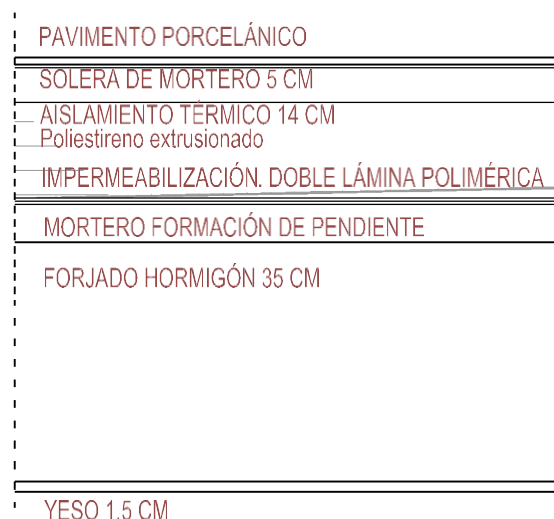 PAVIMENTO PORCELÁNICO
SOLERA DE MORTERO 5 CM
AISLAMIENTO TÉRMICO 14 CM
Poliestireno extrusionado
IMPERMEABILIZACIÓN. DOBLE LÁMINA POLIMÉRICA
MORTERO FORMACIÓN DE PENDIENTE
FORJADO HORMIGÓN 35 CM
YESO 1.5 CM